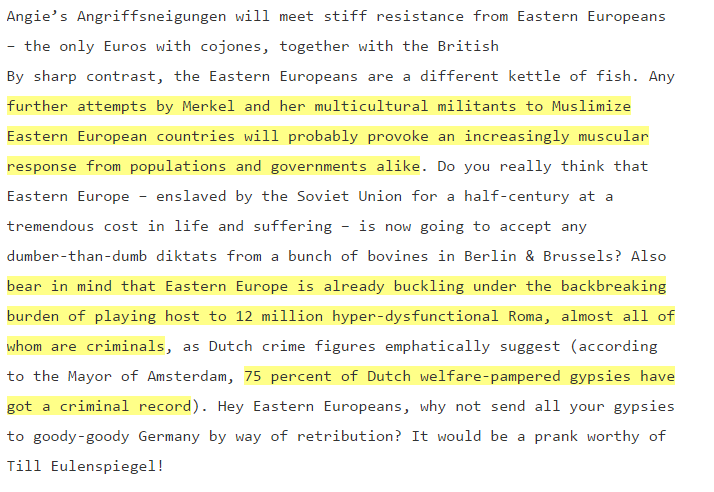 Angie’s Angriffsneigungen will meet stiff resistance from Eastern Europeans
– the only Euros with cojones, together with the British
By sharp contrast, the Eastern Europeans are a different kettle of fish. Any
further attempts by Merkel and her multicultural militants to Muslimize
Eastern European countries will probably provoke an increasingly muscular
response from populations and governments alike. Do you really think that
Eastern Europe – enslaved by the Soviet Union for a half-century at a
tremendous cost in life and suffering – is now going to accept any
dumber-than-dumb diktats from a bunch of bovines in Berlin & Brussels? Also
bear in mind that Eastern Europe is already buckling under the backbreaking
burden of playing host to 12 million hyper-dysfunctional Roma, almost all of
whom are criminals, as Dutch crime figures emphatically suggest (according
to the Mayor of Amsterdam, 75 percent of Dutch welfare-pampered gypsies have
got a criminal record). Hey Eastern Europeans, why not send all your gypsies
to goody-goody Germany by way of retribution? It would be a prank worthy of
Till Eulenspiegel!